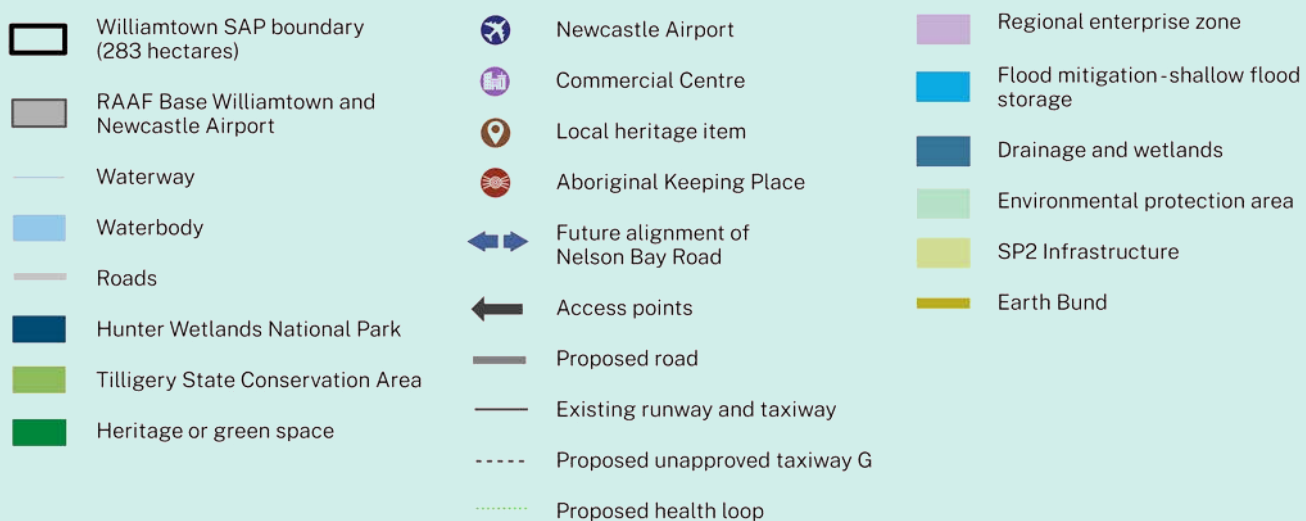 Williamtown SAP boundary
(283 hectares)
RAAF Base Williamtown and
Newcastle Airport
Waterway
Waterbody
Roads
Hunter Wetlands National Park
Tilligery State Conservation Area
Heritage or green space
Newcastle Airport
Commercial Centre
Local heritage item
Aboriginal Keeping Place
Future alignment of
Nelson Bay Road
Access points
Proposed road
Existing runway and taxiway
Proposed unapproved taxiway G
Proposed health loop
Regional enterprise zone
Flood mitigation - shallow flood
storage
Drainage and wetlands
Environmental protection area
SP2 Infrastructure
Earth Bund